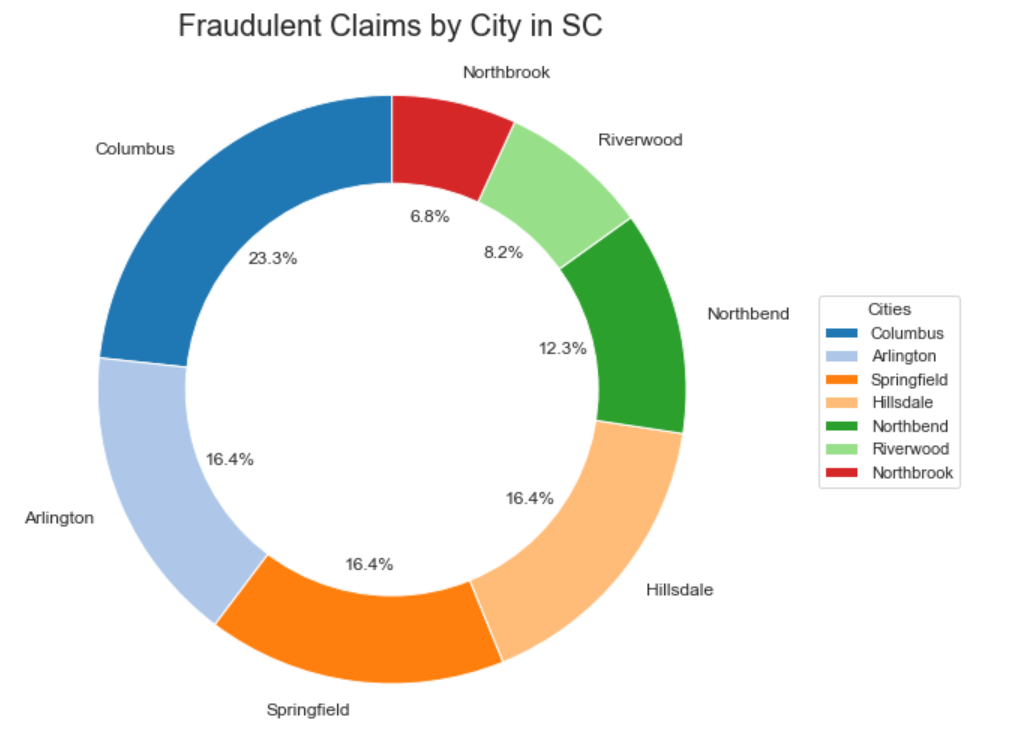 Fraudulent Claims by City in SC
Northbrook
Columbus
Riverwood
6.8%
8.2%
23.3%
Northbend
12.3%
16.4%
16.4%
Arlington
16.4%
Hillsdale
Springfield
Cities
Columbus
Arlington
Springfield
Hillsdale
Northbend
Riverwood
Northbrook